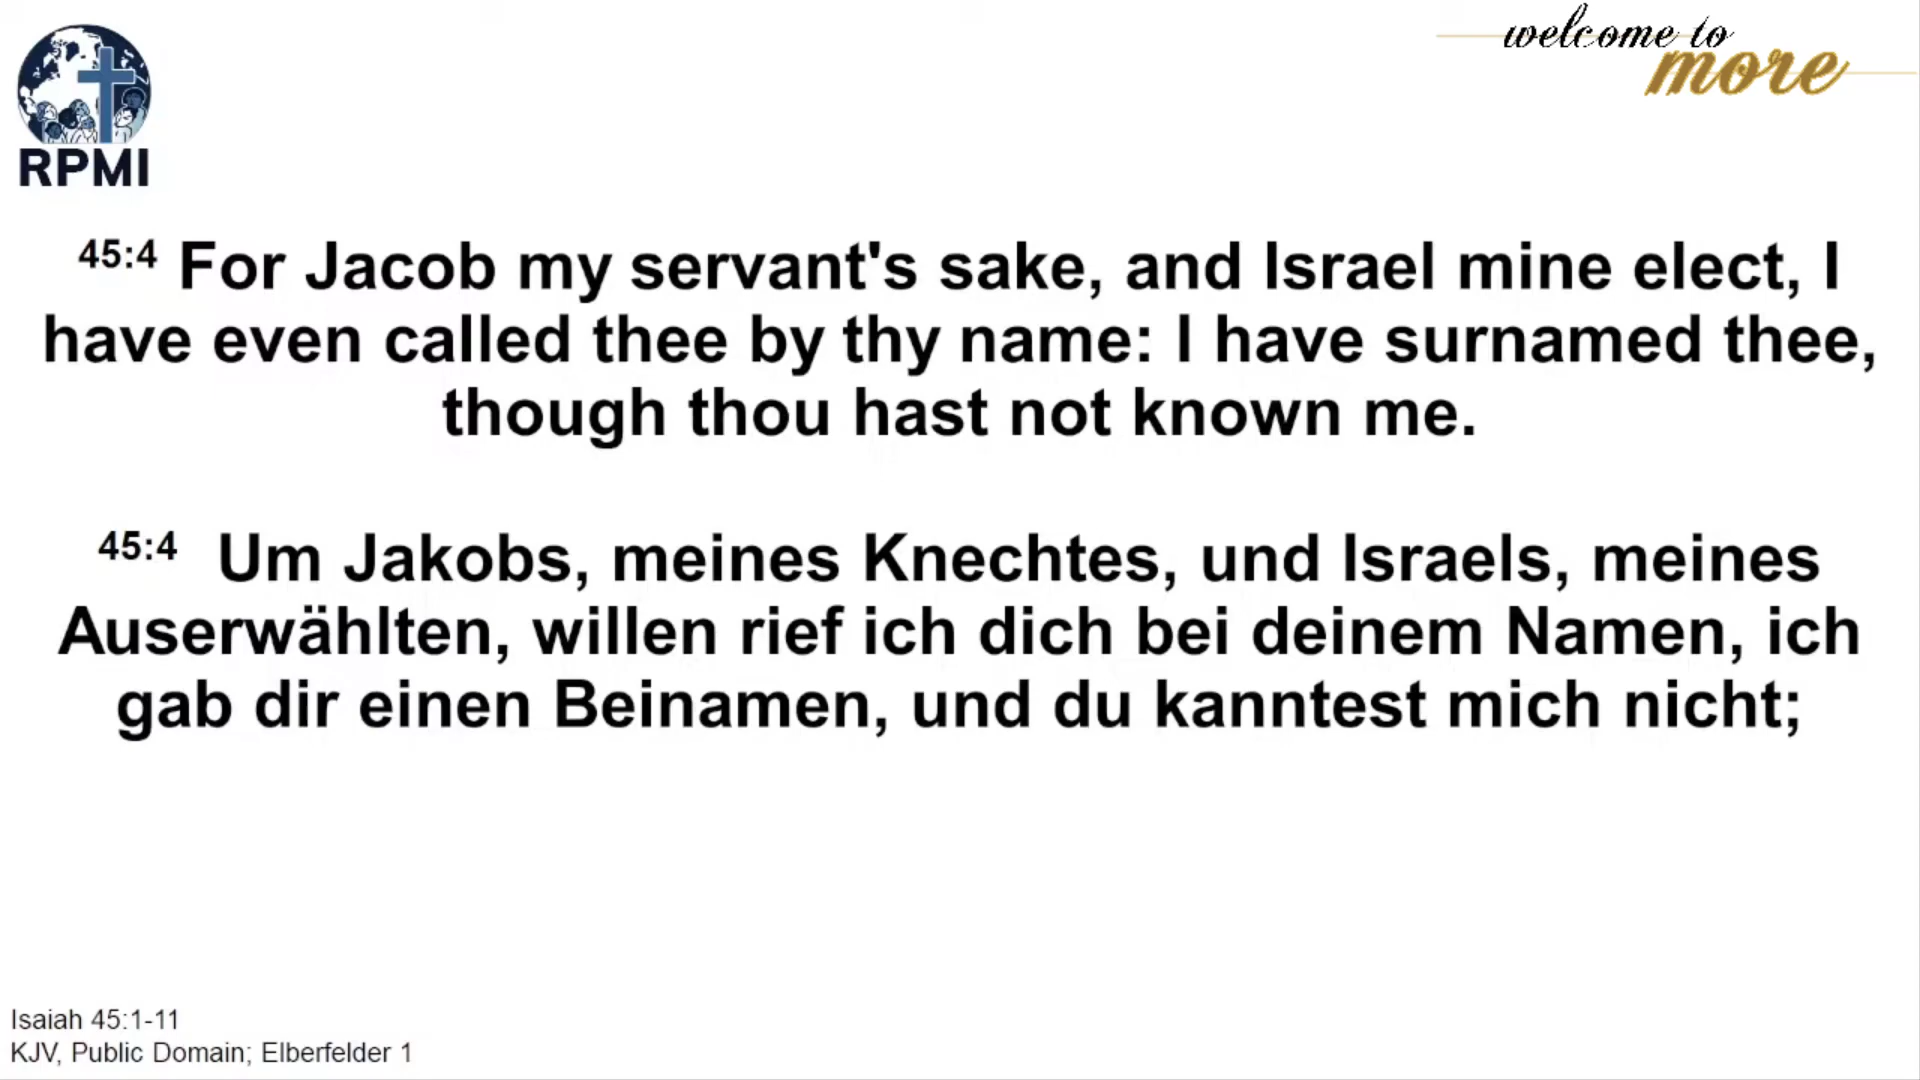 welcome to
more
RPMI
45:4 For Jacob my servant's sake, and Israel mine elect, I
have even called thee by thy name: I have surnamed thee,
though thou hast not known me.
45:4 Um Jakobs, meines Knechtes, und Israels, meines
Auserwählten, willen rief ich dich bei deinem Namen, ich
gab dir einen Beinamen, und du kanntest mich nicht;
Isaiah 45:1-11
KJV, Public Domain; Elberfelder 1